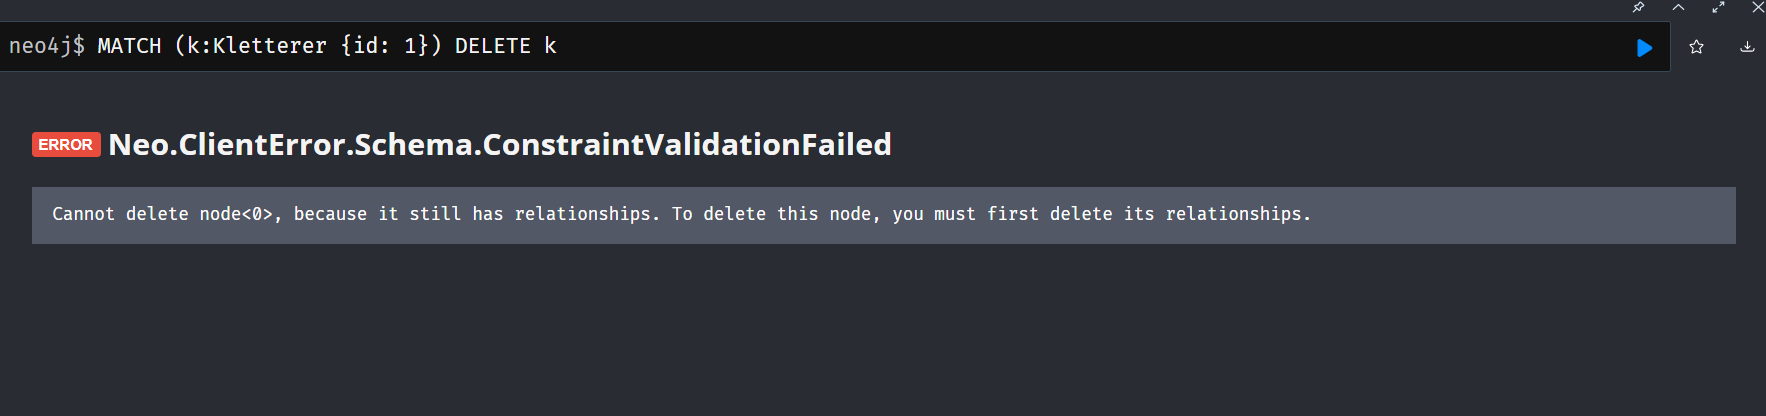 neo4j$ MATCH (k:Kletterer {id: 1}) DELETE k
ERROR Neo.ClientError.Schema.ConstraintValidationFailed
Cannot delete node<0>, because it still has relationships. To delete this node, you must first delete its relationships.